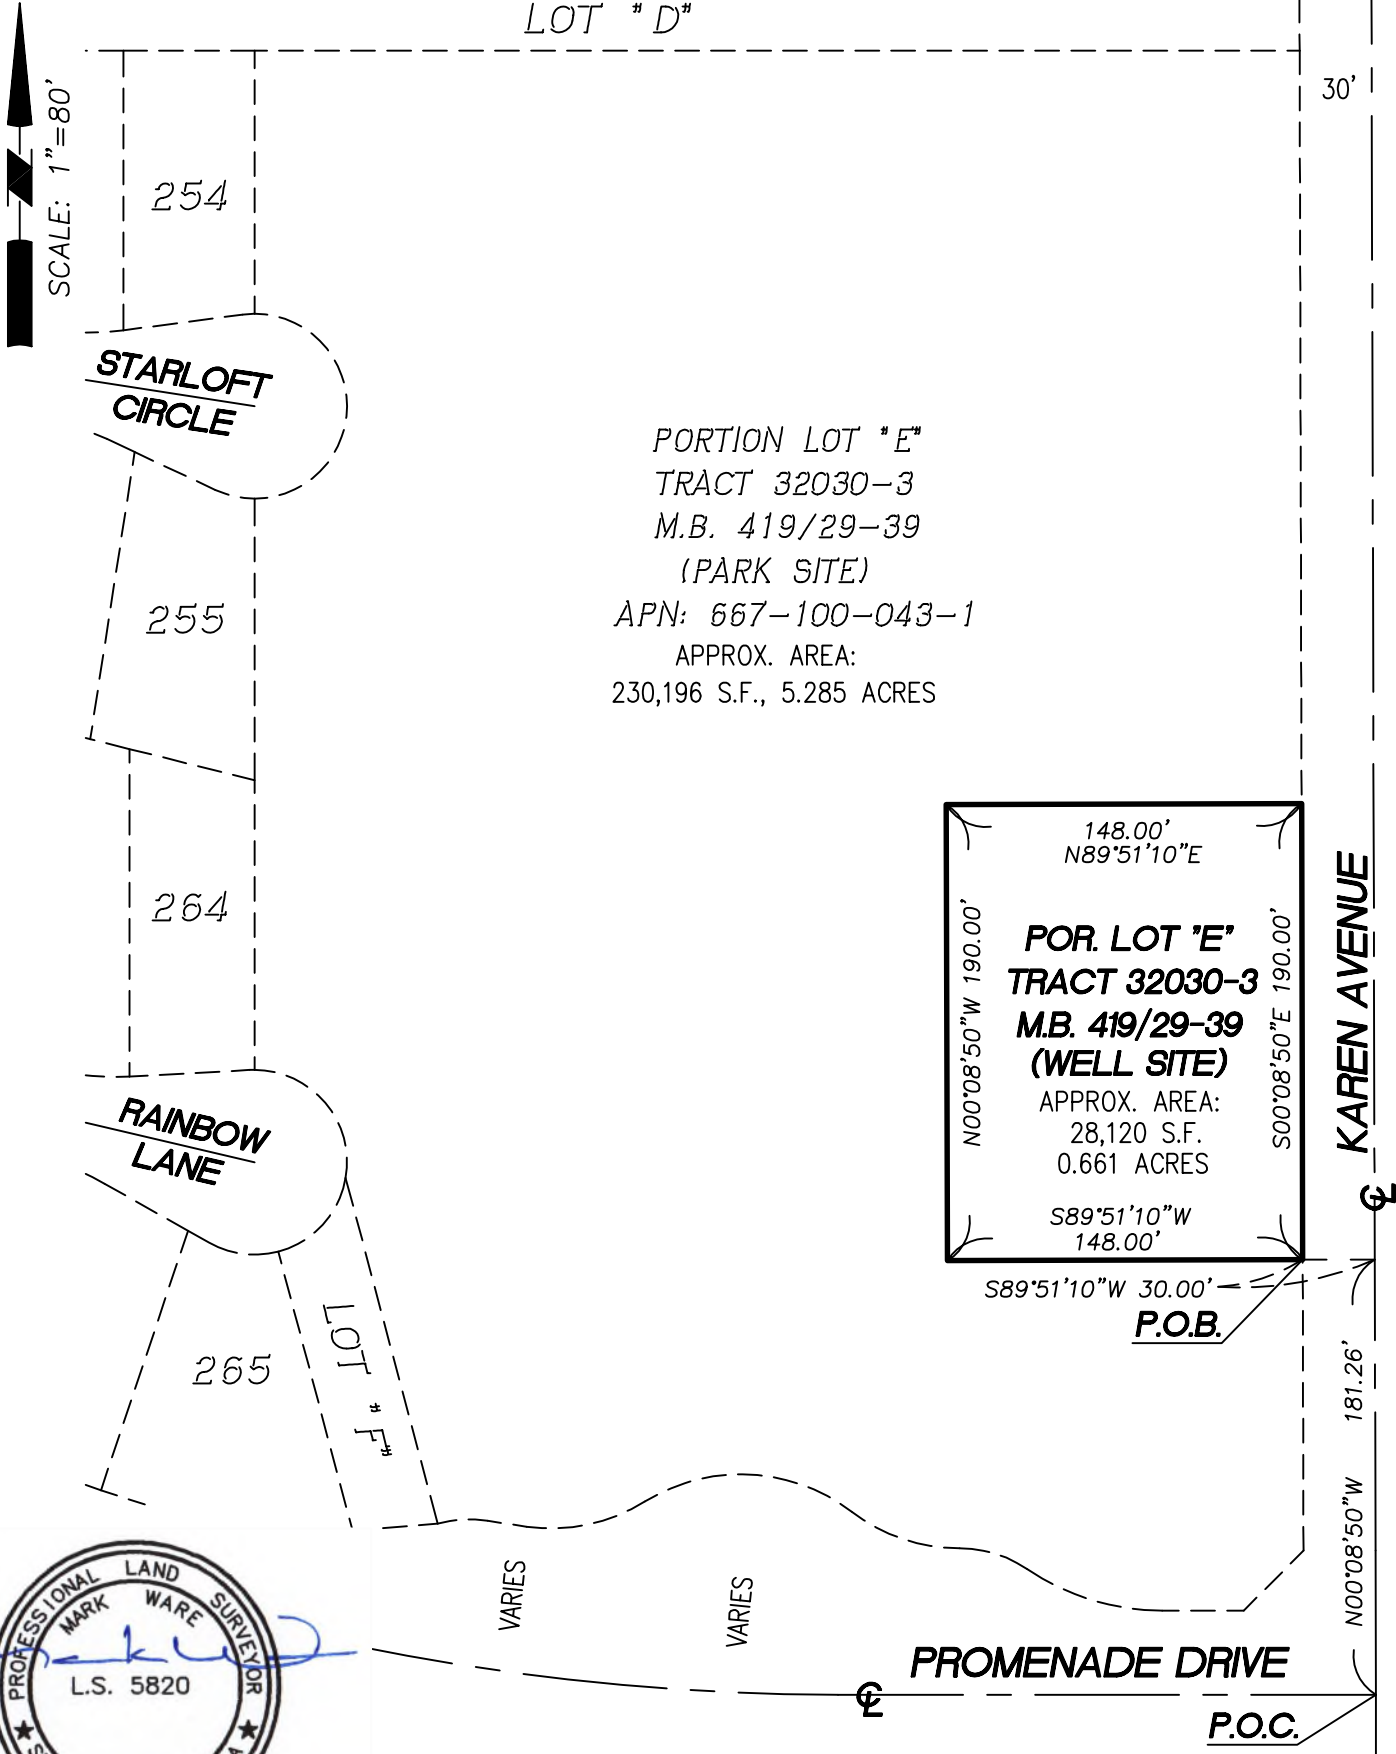 LOT "D"
30'
SCALE: 1"=80'
254
STARLOFT
CIRCLE
PORTION LOT "E"
TRACT 32030-3
M.B. 419/29-39
(PARK SITE)
APN: 667-100-043-1
APPROX. AREA:
230,196 S.F., 5.285 ACRES
255
264
148.00'
N89°51'10"E
N00°08'50"W 190.00'
POR. LOT "E"
TRACT 32030-3
M.B. 419/29-39
(WELL SITE)
APPROX. AREA:
28,120 S.F.
0.661 ACRES
S00°08'50"E 190.00'
S89°51'10"W
148.00'
KAREN AVENUE
℄
RAINBOW
LANE
S89°51'10"W 30.00'
P.O.B.
265
LOT "F"
N00°08'50"W 181.26'
VARIES
VARIES
PROMENADE DRIVE
℄
P.O.C.
PROFESSIONAL LAND SURVEYOR
MARK WARE
L.S. 5820